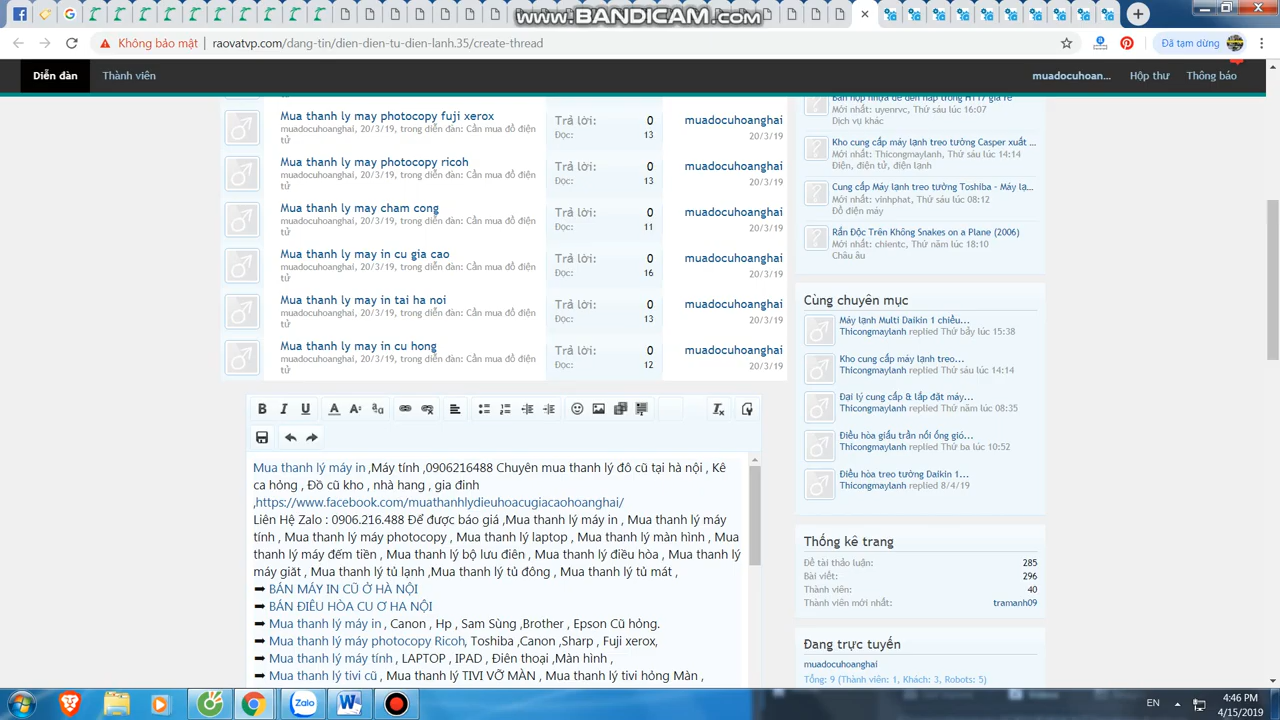 www.BANDICAM.com
Không bảo mật | raovatvp.com/dang-tin/dien-dien-tu-dien-lanh.35/create-thread
Đã tạm dừng
Diễn đàn
Thành viên
muadocuhoan...
Hộp thư
Thông báo
Mua thanh ly may photocopy fuji xerox
muadocuhoanghai, 20/3/19, trong diễn đàn: Cần mua đồ điện
tử
Trả lời: 0
Đọc: 13
muadocuhoanghai
20/3/19
Mua thanh ly may photocopy ricoh
muadocuhoanghai, 20/3/19, trong diễn đàn: Cần mua đồ điện
tử
Trả lời: 0
Đọc: 13
muadocuhoanghai
20/3/19
Mua thanh ly may cham cong
muadocuhoanghai, 20/3/19, trong diễn đàn: Cần mua đồ điện
tử
Trả lời: 0
Đọc: 11
muadocuhoanghai
20/3/19
Mua thanh ly may in cu gia cao
muadocuhoanghai, 20/3/19, trong diễn đàn: Cần mua đồ điện
tử
Trả lời: 0
Đọc: 16
muadocuhoanghai
20/3/19
Mua thanh ly may in tai ha noi
muadocuhoanghai, 20/3/19, trong diễn đàn: Cần mua đồ điện
tử
Trả lời: 0
Đọc: 13
muadocuhoanghai
20/3/19
Mua thanh ly may in cu hong
muadocuhoanghai, 20/3/19, trong diễn đàn: Cần mua đồ điện
tử
Trả lời: 0
Đọc: 12
muadocuhoanghai
20/3/19
Mua thanh lý máy in ,Máy tính ,0906216488 Chuyên mua thanh lý đô cũ tại hà nội , Kê
ca hỏng , Đồ cũ kho , nhà hang , gia đình
,https://www.facebook.com/muathanhlydieuhoacugiacaohoanghai/
Liên Hệ Zalo : 0906.216.488 Để được báo giá ,Mua thanh lý máy in , Mua thanh lý máy
tính , Mua thanh lý máy photocopy , Mua thanh lý laptop , Mua thanh lý màn hình , Mua
thanh lý máy đếm tiền , Mua thanh lý bộ lưu điên , Mua thanh lý điều hòa , Mua thanh lý
máy giăt , Mua thanh lý tủ lạnh ,Mua thanh lý tủ đông , Mua thanh lý tủ mát ,
➡ BÁN MÁY IN CŨ Ở HÀ NỘI
➡ BÁN ĐIÊU HÒA CU Ơ HA NỘI
➡ Mua thanh lý máy in , Canon , Hp , Sam Sùng ,Brother , Epson Cũ hỏng.
➡ Mua thanh lý máy photocopy Ricoh, Toshiba ,Canon ,Sharp , Fuji xerox,
➡ Mua thanh lý máy tính , LAPTOP , IPAD , Điên thoại ,Màn hình ,
➡ Mua thanh lý tivi cũ , Mua thanh lý TIVI VỠ MÀN , Mua thanh lý tivi hỏng Màn ,
Mới nhất: uyenrvc, Thứ sáu lúc 16:07
Dịch vụ khác
Kho cung cấp máy lạnh treo tường Casper xuất ...
Mới nhất: Thicongmaylanh, Thứ sáu lúc 14:14
Điện, điện tử, điện lạnh
Cung cấp Máy lạnh treo tường Toshiba - Máy lạ...
Mới nhất: vinhphat, Thứ sáu lúc 08:12
Đồ điện máy
Rắn Độc Trên Không Snakes on a Plane (2006)
Mới nhất: chientc, Thứ năm lúc 18:10
Châu âu
Cùng chuyên mục
Máy lạnh Multi Daikin 1 chiều...
Thicongmaylanh replied Thứ bảy lúc 15:38
Kho cung cấp máy lạnh treo...
Thicongmaylanh replied Thứ sáu lúc 14:14
Đại lý cung cấp & lắp đặt máy...
Thicongmaylanh replied Thứ năm lúc 08:35
Điều hòa giấu trần nối ống gió...
Thicongmaylanh replied Thứ ba lúc 10:52
Điều hòa treo tường Daikin 1...
Thicongmaylanh replied 8/4/19
Thống kê trang
Đề tài thảo luận: 285
Bài viết: 296
Thành viên: 40
Thành viên mới nhất: tramanh09
Đang trực tuyến
muadocuhoanghai
Tổng: 9 (Thành viên: 1, Khách: 3, Robots: 5)
Zalo
EN
4:46 PM
4/15/2019